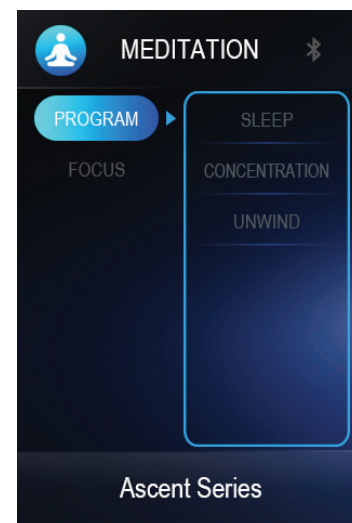 MEDITATION
PROGRAM
FOCUS
SLEEP
CONCENTRATION
UNWIND
Ascent Series